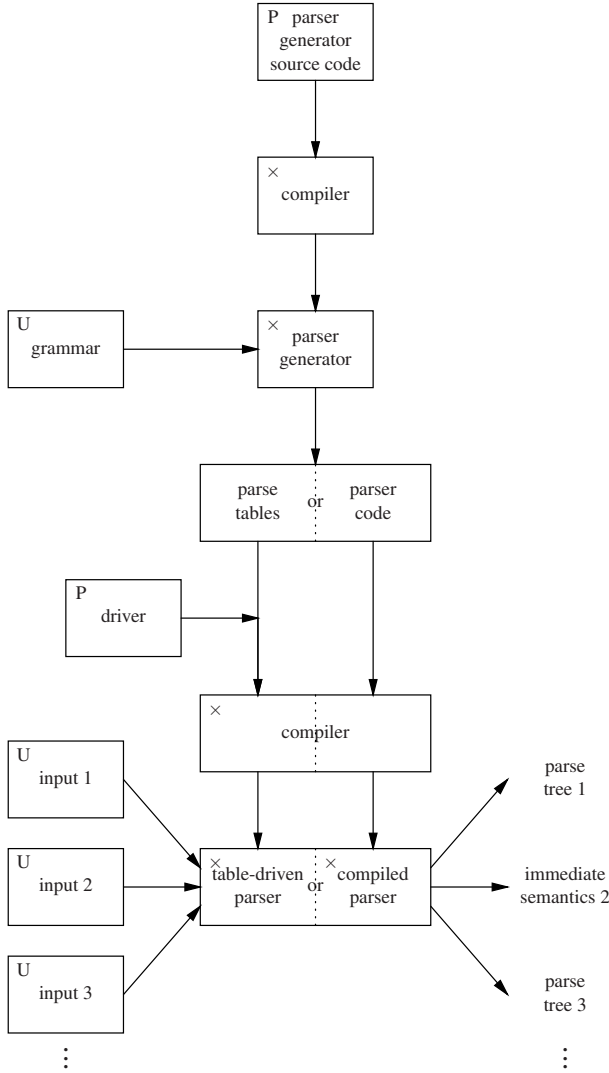 P parser
generator
source code
×
compiler
U
grammar
×
parser
generator
parse
tables
or
parser
code
P
driver
×
compiler
U
input 1
parse
tree 1
U
input 2
×
table-driven
parser
or
×
compiled
parser
immediate
semantics 2
U
input 3
parse
tree 3
⋮
⋮